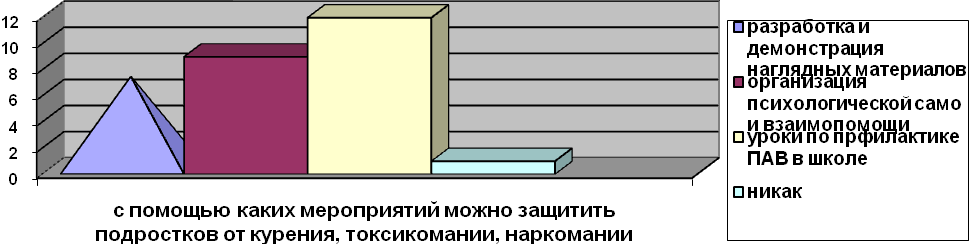 12
10
8
6
4
2
0
с помощью каких мероприятий можно защитить
подростков от курения, токсикомании, наркомании
разработка и
демонстрация
наглядных материалов
организация
психологической само
и взаимопомощи
уроки по прфилактике
ПАВ в школе
никак